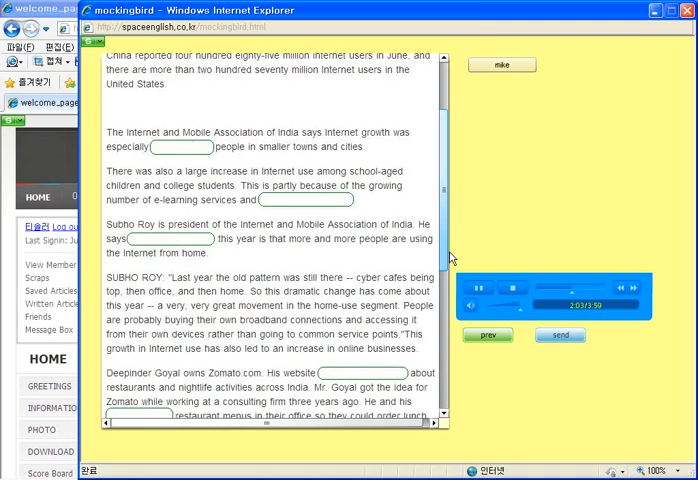 welcome_page
mockingbird - Windows Internet Explorer
http://spaceenglish.co.kr/mockingbird.html
파일(F) 편집(E)
캡쳐
즐겨찾기
welcome_pag
China reported four hundred eighty-five million Internet users in June, and
there are more than two hundred seventy million Internet users in the
United States.
mike
The Internet and Mobile Association of India says Internet growth was
especially people in smaller towns and cities.
There was also a large increase in Internet use among school-aged
children and college students. This is partly because of the growing
number of e-learning services and
HOME
티슬러 Log ou
Last Signin: Ju
Subho Roy is president of the Internet and Mobile Association of India. He
says this year is that more and more people are using
the Internet from home.
View Member
Scraps
Saved Articles
Written Article
Friends
Message Box
SUBHO ROY: "Last year the old pattern was still there -- cyber cafes being
top, then office, and then home. So this dramatic change has come about
this year -- a very, very great movement in the home-use segment. People
are probably buying their own broadband connections and accessing it
from their own devices rather than going to common service points."This
growth in Internet use has also led to an increase in online businesses.
2:03/3:59
prev send
HOME
GREETINGS
INFORMATIO
PHOTO
DOWNLOAD
Score Board
Deepinder Goyal owns Zomato.com. His website about
restaurants and nightlife activities across India. Mr. Goyal got the idea for
Zomato while working at a consulting firm three years ago. He and his
restaurant menus in their office so they could order lunch
완료 인터넷 100%